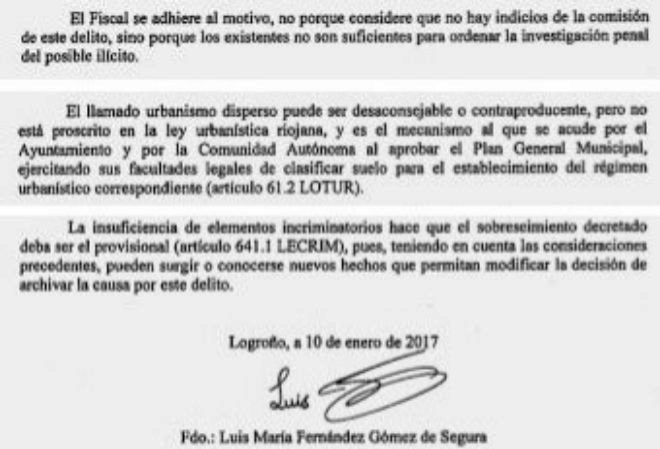 El Fiscal se adhiere al motivo, no porque considere que no hay indicios de la comisión
de este delito, sino porque los existentes no son suficientes para ordenar la investigación penal
del posible ilícito.
El llamado urbanismo disperso puede ser desaconsejable o contraproducente, pero no
está proscrito en la ley urbanística riojana, y es el mecanismo al que se acude por el
Ayuntamiento y por la Comunidad Autónoma al aprobar el Plan General Municipal,
ejercitando sus facultades legales de clasificar suelo para el establecimiento del régimen
urbanístico correspondiente (artículo 61.2 LOTUR).
La insuficiencia de elementos incriminatorios hace que el sobreseimiento decretado
deba ser el provisional (artículo 641.1 LECRIM), pues, teniendo en cuenta las consideraciones
precedentes, pueden surgir o conocerse nuevos hechos que permitan modificar la decisión de
archivar la causa por este delito.
Logroño, a 10 de enero de 2017
Luis
Fdo.: Luis María Fernández Gómez de Segura